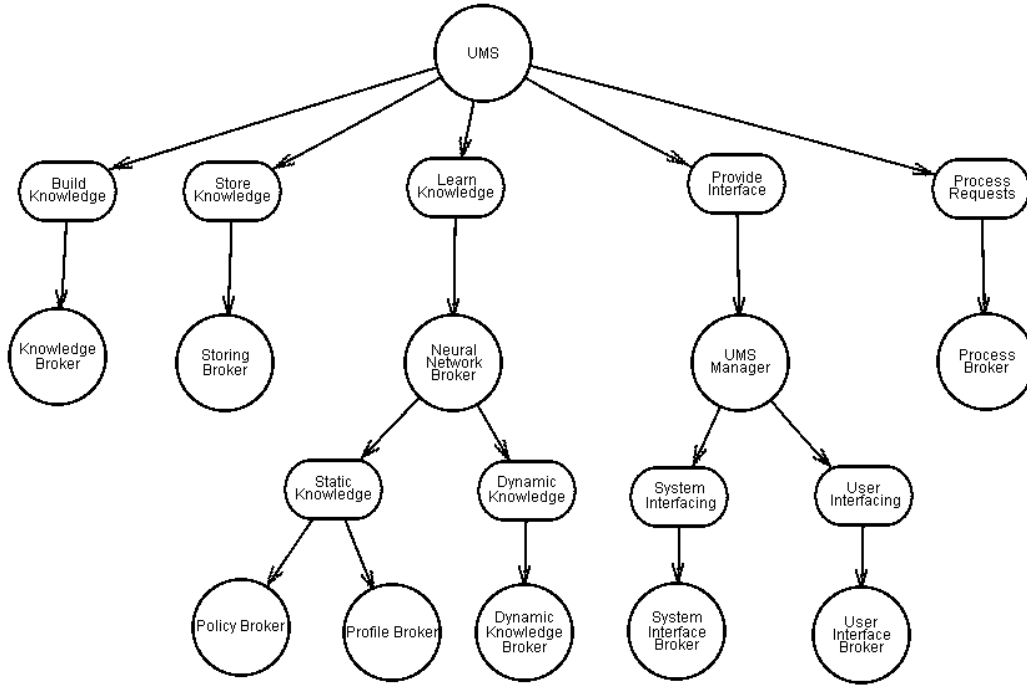 UMS
Build
Knowledge
Store
Knowledge
Learn
Knowledge
Provide
Interface
Process
Requests
Knowledge
Broker
Storing
Broker
Neural
Network
Broker
UMS
Manager
Process
Broker
Static
Knowledge
Dynamic
Knowledge
System
Interfacing
User
Interfacing
Policy Broker
Profile Broker
Dynamic
Knowledge
Broker
System
Interface
Broker
User
Interface
Broker